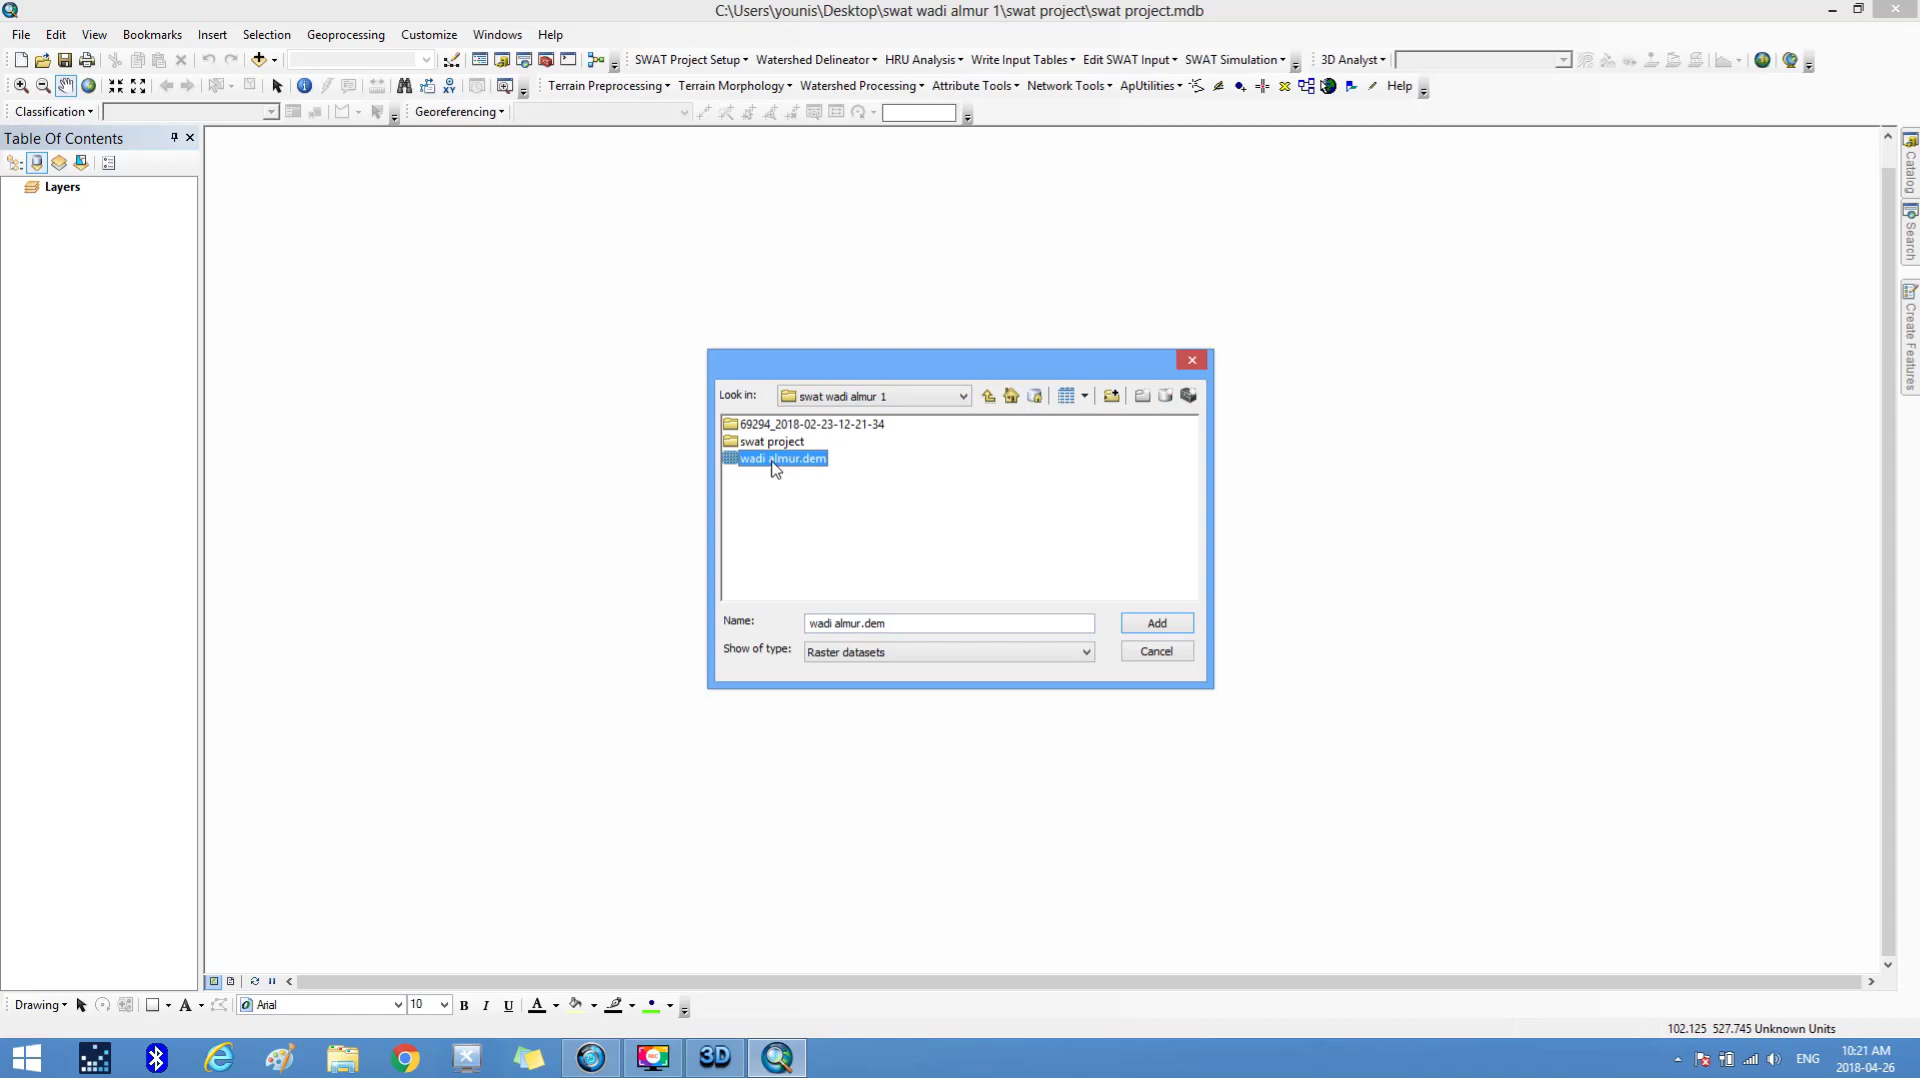 C:\Users\younis\Desktop\swat wadi almur 1\swat project\swat project.mdb
File Edit View Bookmarks Insert Selection Geoprocessing Customize Windows Help
SWAT Project Setup Watershed Delineator HRU Analysis Write Input Tables Edit SWAT Input SWAT Simulation 3D Analyst
Terrain Preprocessing Terrain Morphology Watershed Processing Attribute Tools Network Tools ApUtilities Help
Classification Georeferencing
Table Of Contents
Layers
Catalog
Search
Create Features
Look in: swat wadi almur 1
69294_2018-02-23-12-21-34
swat project
wadi almur.dem
Name: wadi almur.dem Add
Show of type: Raster datasets Cancel
Drawing A Arial 10 B I U A
102.125 527.745 Unknown Units
REC 3D ENG 10:21 AM
2018-04-26